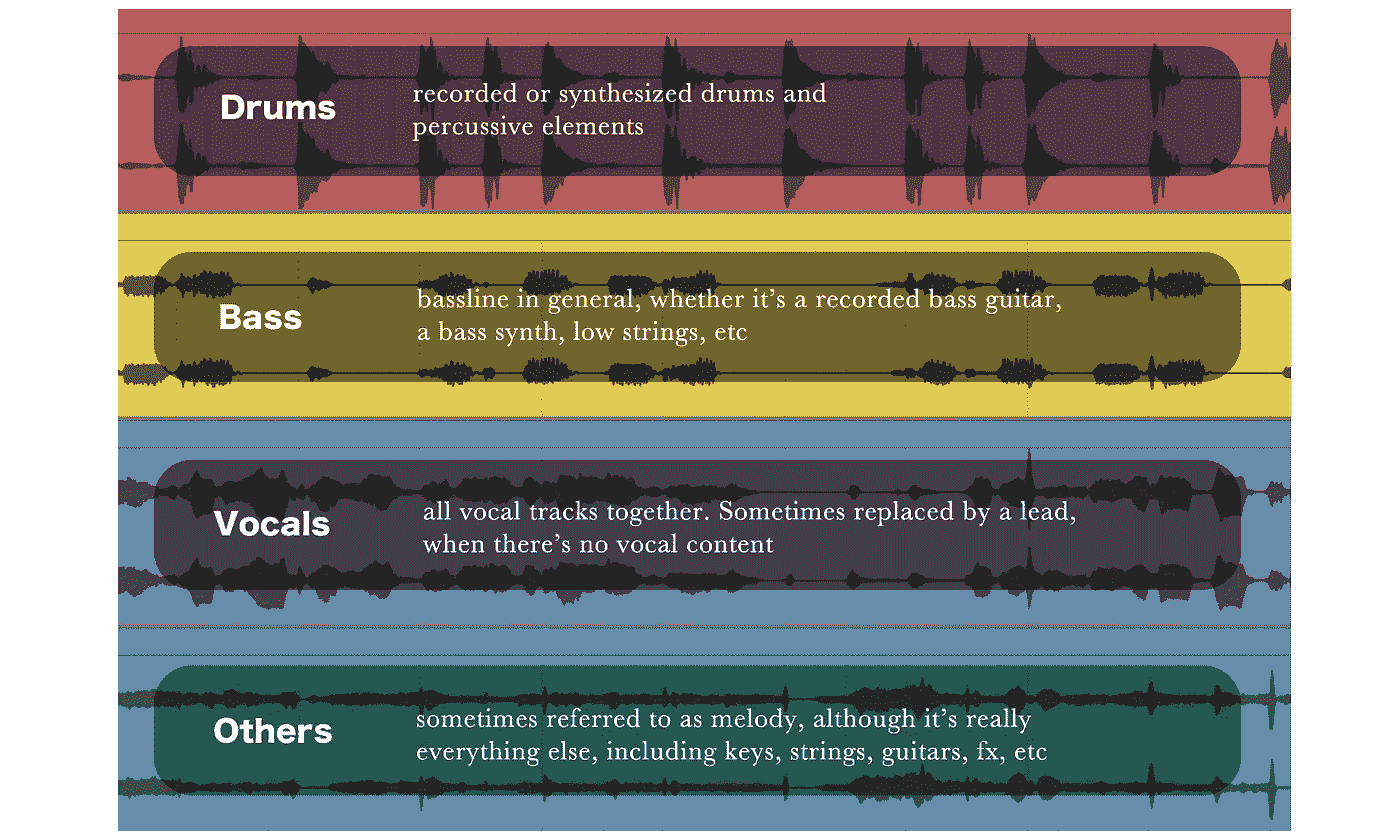 Drums
recorded or synthesized drums and
percussive elements
Bass
bassline in general, whether it’s a recorded bass guitar,
a bass synth, low strings, etc
Vocals
all vocal tracks together. Sometimes replaced by a lead,
when there’s no vocal content
Others
sometimes referred to as melody, although it’s really
everything else, including keys, strings, guitars, fx, etc